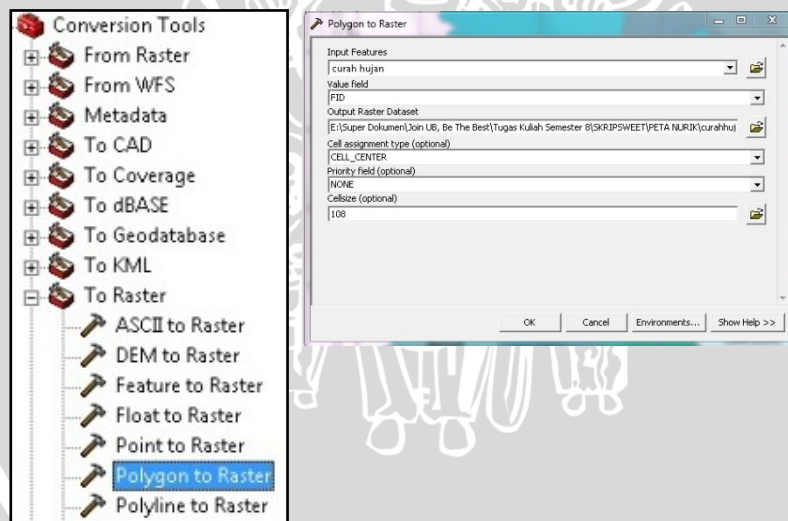 Conversion Tools
From Raster
From WFS
Metadata
To CAD
To Coverage
To dBASE
To Geodatabase
To KML
To Raster
ASCII to Raster
DEM to Raster
Feature to Raster
Float to Raster
Point to Raster
Polygon to Raster
Polyline to Raster
Polygon to Raster
Input Features
curah hujan
Value field
FID
Output Raster Dataset
E:\Super Dokumen\Join UB, Be The Best\Tugas Kuliah Semester 8\SKRIPSWEET\PETA NURIK\curahhuj
Cell assignment type (optional)
CELL_CENTER
Priority field (optional)
NONE
Cellsize (optional)
108
OK Cancel Environments... Show Help >>